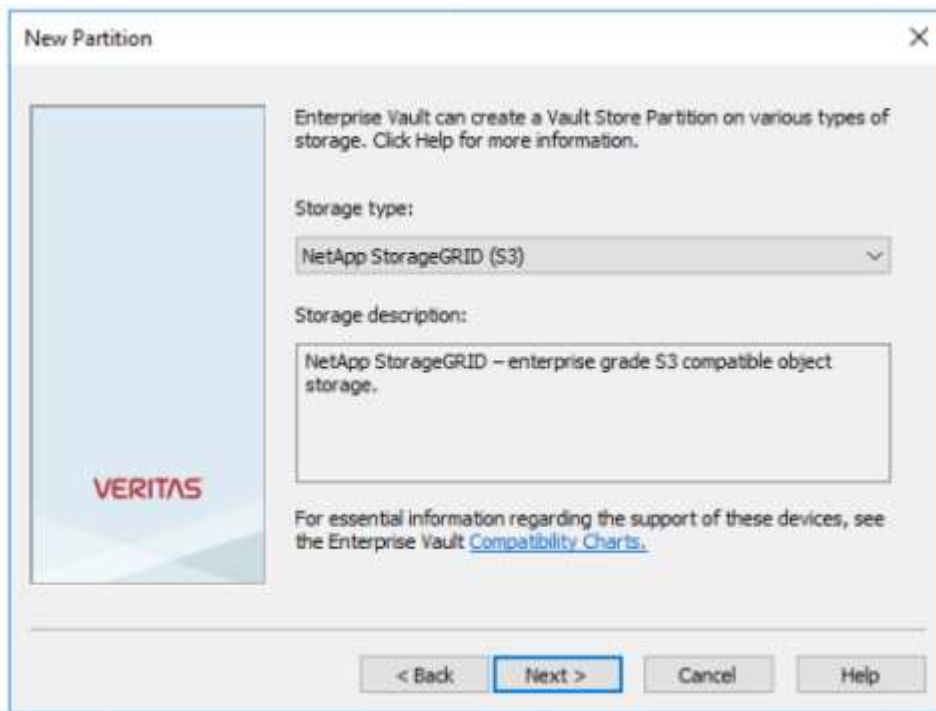 New Partition
Enterprise Vault can create a Vault Store Partition on various types of
storage. Click Help for more information.
Storage type:
NetApp StorageGRID (S3)
Storage description:
NetApp StorageGRID – enterprise grade S3 compatible object
storage.
VERITAS
For essential information regarding the support of these devices, see
the Enterprise Vault Compatibility Charts.
< Back
Next >
Cancel
Help